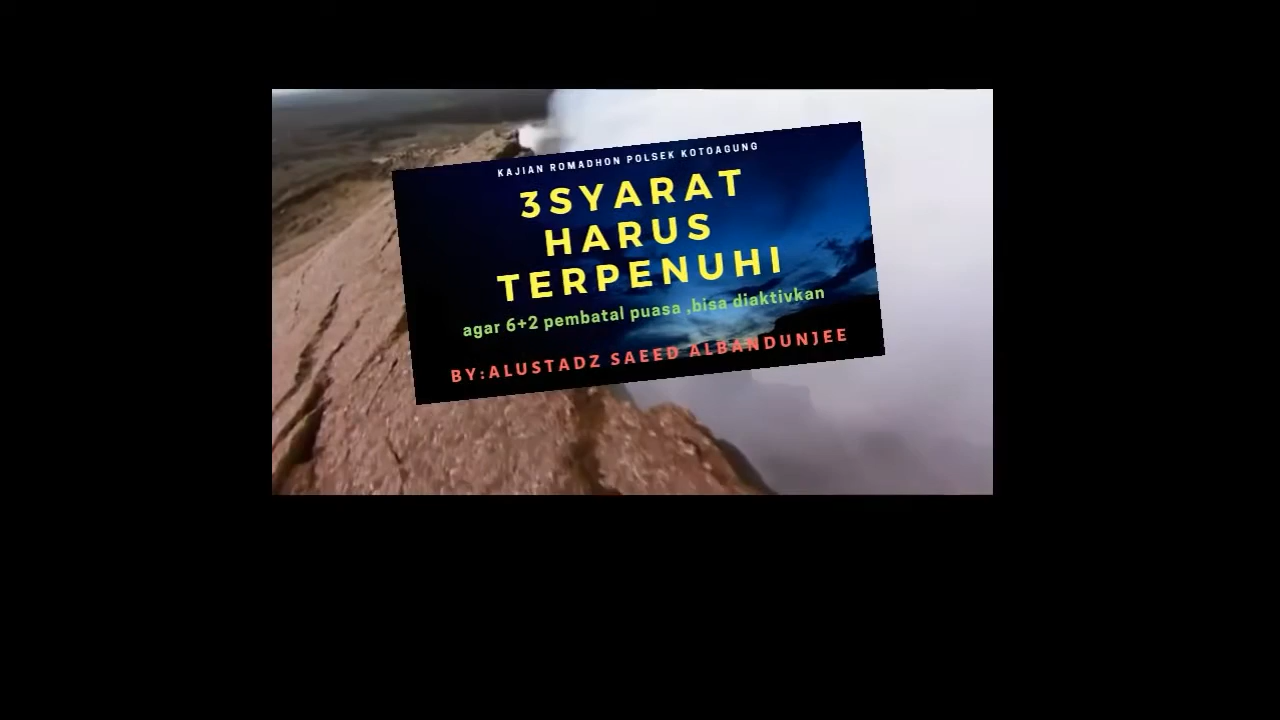 KAJIAN ROMADHON POLSEK KOTOAGUNG
3SYARAT
HARUS
TERPENUHI
agar 6+2 pembatal puasa ,bisa diaktivkan
BY:ALUSTADZ SAEED ALBANDUNJEE